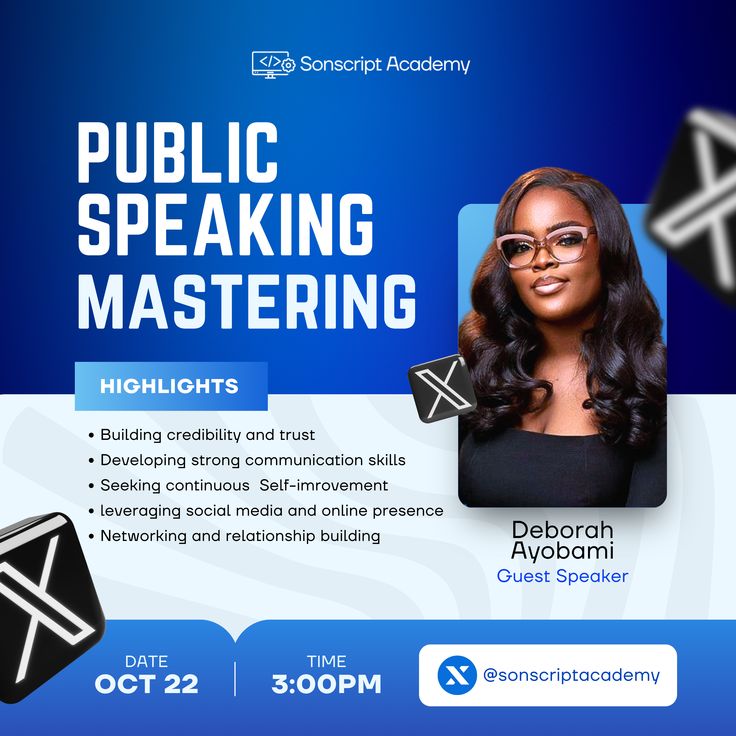 Sonscript Academy
PUBLIC
SPEAKING
MASTERING
HIGHLIGHTS
• Building credibility and trust
• Developing strong communication skills
• Seeking continuous  Self-imrovement
• leveraging social media and online presence
• Networking and relationship building
Deborah
Ayobami
Guest Speaker
DATE
OCT 22
TIME
3:00PM
@sonscriptacademy